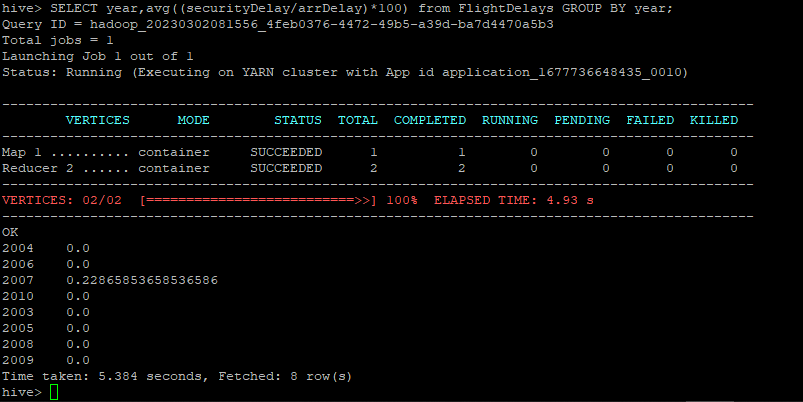 hive> SELECT year,avg((securityDelay/arrDelay)*100) from FlightDelays GROUP BY year;
Query ID = hadoop_20230302081556_4feb0376-4472-49b5-a39d-ba7d4470a5b3
Total jobs = 1
Launching Job 1 out of 1
Status: Running (Executing on YARN cluster with App id application_1677736648435_0010)
----------------------------------------------------------------------------------------------
VERTICES MODE STATUS TOTAL COMPLETED RUNNING PENDING FAILED KILLED
----------------------------------------------------------------------------------------------
Map 1 .......... container SUCCEEDED 1 1 0 0 0 0
Reducer 2 ...... container SUCCEEDED 2 2 0 0 0 0
----------------------------------------------------------------------------------------------
VERTICES: 02/02 [==========================>>] 100% ELAPSED TIME: 4.93 s
----------------------------------------------------------------------------------------------
OK
2004 0.0
2006 0.0
2007 0.22865853658536586
2010 0.0
2003 0.0
2005 0.0
2008 0.0
2009 0.0
Time taken: 5.384 seconds, Fetched: 8 row(s)
hive>